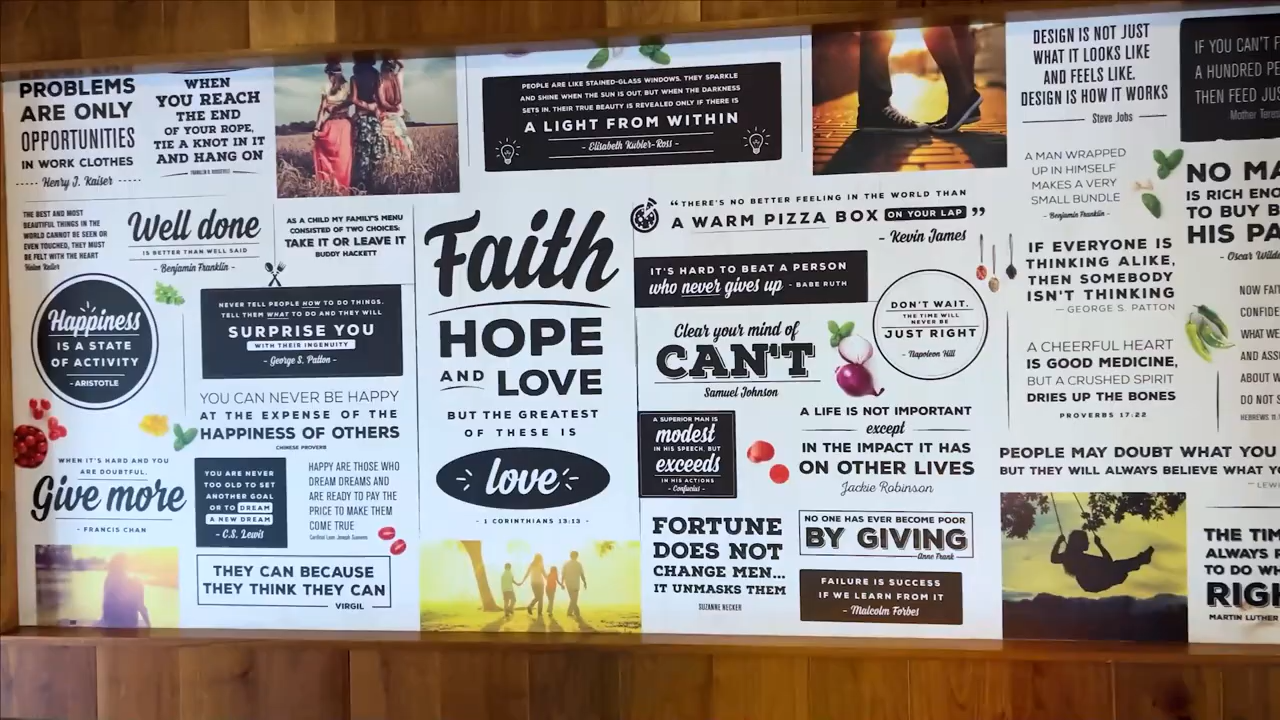 PROBLEMS
ARE ONLY
OPPORTUNITIES
IN WORK CLOTHES
Henry J. Kaiser
WHEN
YOU REACH
THE END
OF YOUR ROPE,
TIE A KNOT IN IT
AND HANG ON
FRANKLIN D. ROOSEVELT
THE BEST AND MOST
BEAUTIFUL THINGS IN THE
WORLD CANNOT BE SEEN OR
EVEN TOUCHED, THEY MUST
BE FELT WITH THE HEART
Helen Keller
Well done
IS BETTER THAN WELL SAID
- Benjamin Franklin -
AS A CHILD MY FAMILY'S MENU
CONSISTED OF TWO CHOICES:
TAKE IT OR LEAVE IT
BUDDY HACKETT
Happiness
IS A STATE
OF ACTIVITY
- ARISTOTLE
NEVER TELL PEOPLE HOW TO DO THINGS.
TELL THEM WHAT TO DO AND THEY WILL
SURPRISE YOU
WITH THEIR INGENUITY
- George S. Patton -
YOU CAN NEVER BE HAPPY
AT THE EXPENSE OF THE
HAPPINESS OF OTHERS
CHINESE PROVERB
WHEN IT'S HARD AND YOU
ARE DOUBTFUL,
Give more
- FRANCIS CHAN
YOU ARE NEVER
TOO OLD TO SET
ANOTHER GOAL
OR TO DREAM
A NEW DREAM
- C.S. Lewis
HAPPY ARE THOSE WHO
DREAM DREAMS AND
ARE READY TO PAY THE
PRICE TO MAKE THEM
COME TRUE
Cardinal Leon Joseph Suenens
THEY CAN BECAUSE
THEY THINK THEY CAN
VIRGIL
PEOPLE ARE LIKE STAINED-GLASS WINDOWS. THEY SPARKLE
AND SHINE WHEN THE SUN IS OUT, BUT WHEN THE DARKNESS
SETS IN, THEIR TRUE BEAUTY IS REVEALED ONLY IF THERE IS
A LIGHT FROM WITHIN
- Elisabeth Kubler-Ross -
Faith
HOPE
AND LOVE
BUT THE GREATEST
OF THESE IS
love
- 1 CORINTHIANS 13:13 -
“THERE'S NO BETTER FEELING IN THE WORLD THAN
A WARM PIZZA BOX ON YOUR LAP”
- Kevin James
IT'S HARD TO BEAT A PERSON
who never gives up - BABE RUTH
Clear your mind of
CAN'T
Samuel Johnson
DON'T WAIT.
THE TIME WILL
NEVER BE
JUST RIGHT
- Napoleon Hill
A SUPERIOR MAN IS
modest
IN HIS SPEECH, BUT
exceeds
IN HIS ACTIONS
- Confucius -
A LIFE IS NOT IMPORTANT
except
IN THE IMPACT IT HAS
ON OTHER LIVES
Jackie Robinson
FORTUNE
DOES NOT
CHANGE MEN...
IT UNMASKS THEM
SUZANNE NECKER
NO ONE HAS EVER BECOME POOR
BY GIVING
Anne Frank
FAILURE IS SUCCESS
IF WE LEARN FROM IT
- Malcolm Forbes
DESIGN IS NOT JUST
WHAT IT LOOKS LIKE
AND FEELS LIKE.
DESIGN IS HOW IT WORKS
Steve Jobs
A MAN WRAPPED
UP IN HIMSELF
MAKES A VERY
SMALL BUNDLE
- Benjamin Franklin -
IF EVERYONE IS
THINKING ALIKE,
THEN SOMEBODY
ISN'T THINKING
- GEORGE S. PATTON
A CHEERFUL HEART
IS GOOD MEDICINE,
BUT A CRUSHED SPIRIT
DRIES UP THE BONES
PROVERBS 17:22
PEOPLE MAY DOUBT WHAT YOU
BUT THEY WILL ALWAYS BELIEVE WHAT
IF YOU CAN'T
A HUNDRED
THEN FEED
Mother
NO
IS RICH
TO BUY
HIS
- Oscar
NOW
WHAT
AND
ABOUT
DO NOT
HEBREWS
THE
ALWAYS
TO DO
MARTIN LUTHER